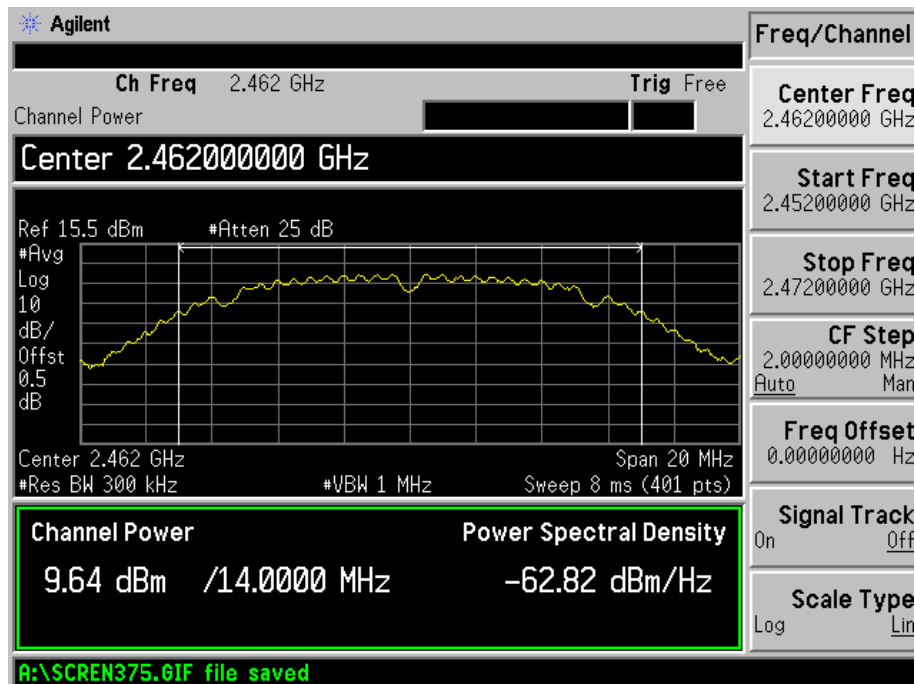 Agilent
Ch Freq 2.462 GHz Trig Free
Channel Power
Center 2.462000000 GHz
Ref 15.5 dBm #Atten 25 dB
#Avg
Log
10
dB/
Offst
0.5
dB
Center 2.462 GHz Span 20 MHz
#Res BW 300 kHz #VBW 1 MHz Sweep 8 ms (401 pts)
Channel Power Power Spectral Density
9.64 dBm /14.0000 MHz -62.82 dBm/Hz
A:\SCREN375.GIF file saved
Freq/Channel
Center Freq
2.46200000 GHz
Start Freq
2.45200000 GHz
Stop Freq
2.47200000 GHz
CF Step
2.00000000 MHz
Auto Man
Freq Offset
0.00000000 Hz
Signal Track
On Off
Scale Type
Log Lin